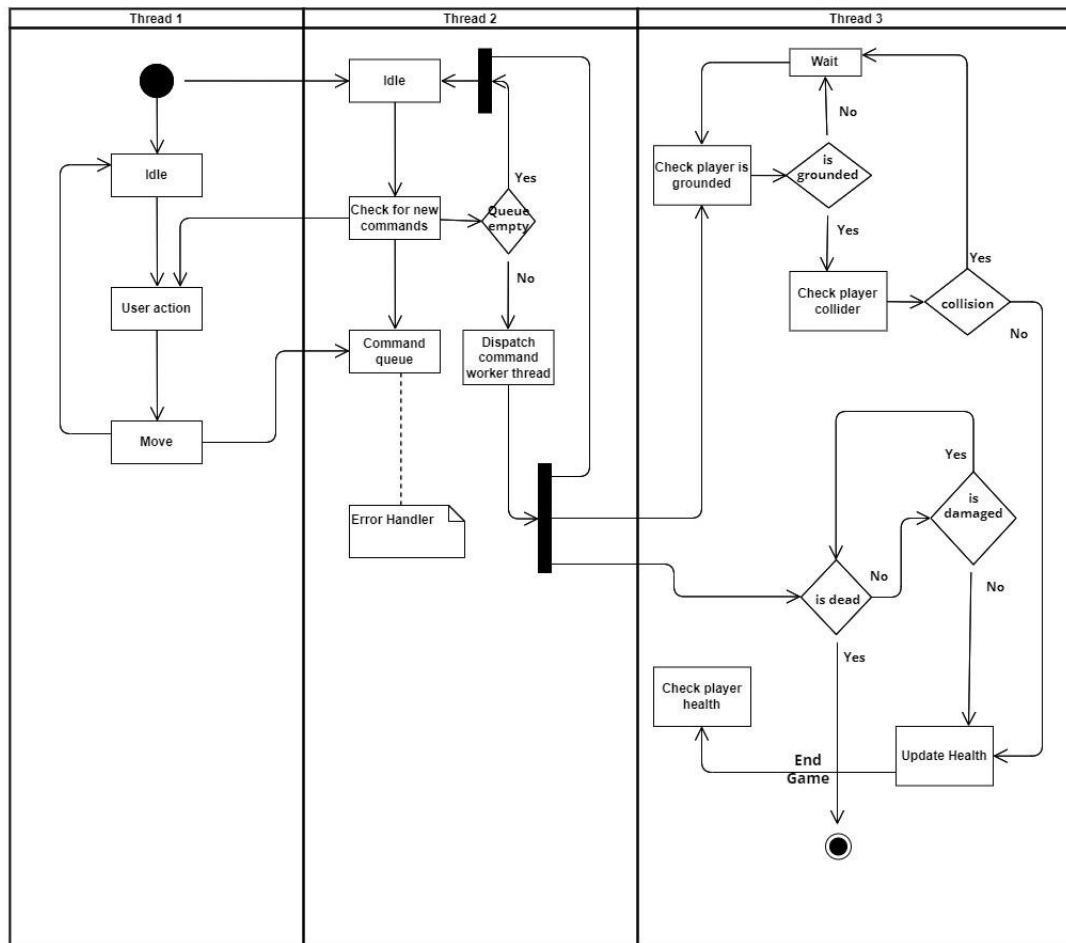 Thread 1
Thread 2
Thread 3
Idle
User action
Move
Idle
Check for new
commands
Command
queue
Error Handler
Yes
Queue
empty
No
Dispatch
command
worker thread
Wait
No
Check player is
grounded
is
grounded
Yes
Check player
collider
Yes
collision
No
Yes
is
damaged
No
is dead
No
Yes
Check player
health
Update Health
End
Game